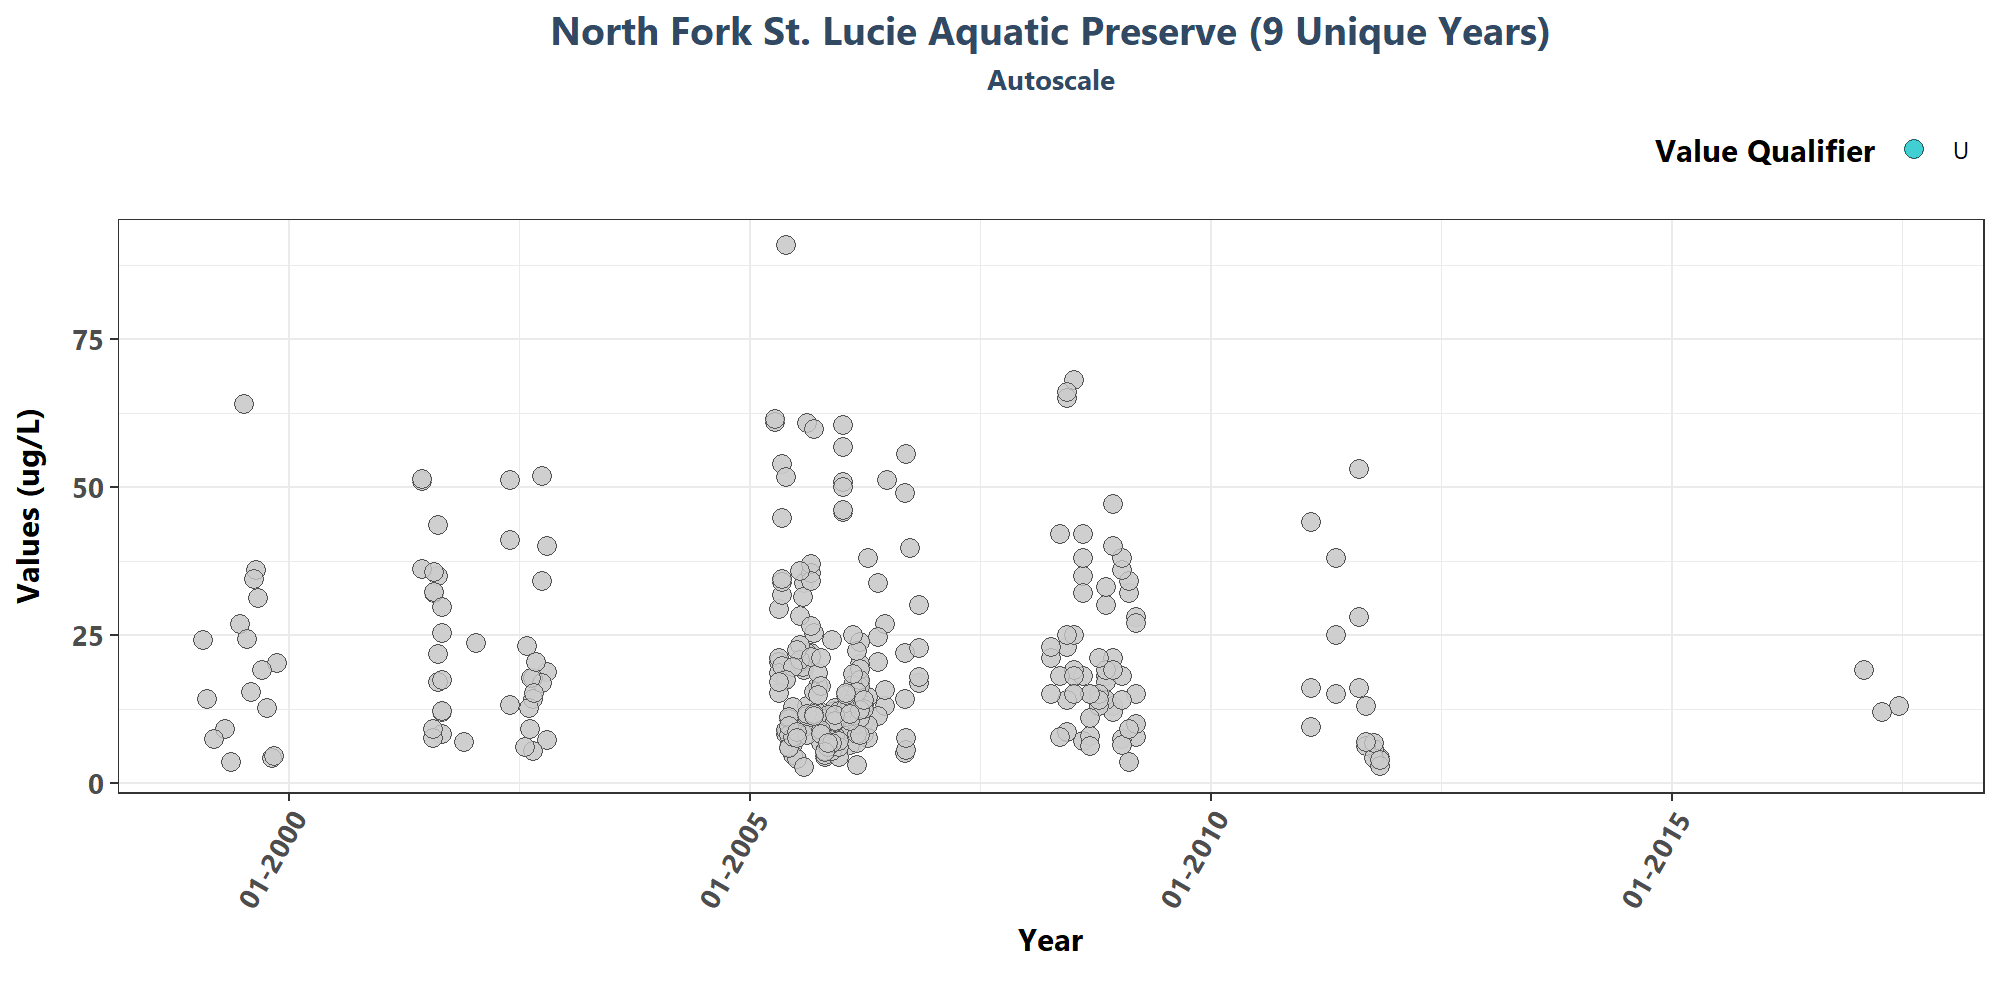 North Fork St. Lucie Aquatic Preserve (9 Unique Years)
Autoscale
Value Qualifier U
Values (ug/L)
75
50
25
0
01-2000
01-2005
01-2010
01-2015
Year